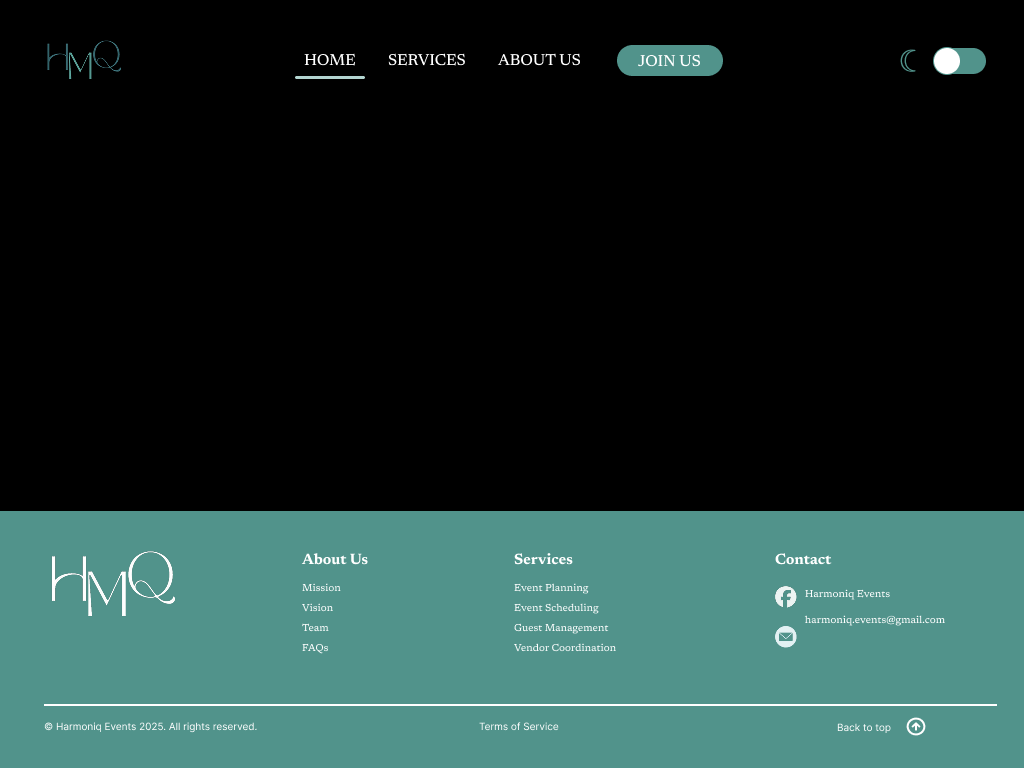 HMQ
HOME SERVICES ABOUT US JOIN US
HMQ
About Us
Mission
Vision
Team
FAQs
Services
Event Planning
Event Scheduling
Guest Management
Vendor Coordination
Contact
Harmoniq Events
harmoniq.events@gmail.com
© Harmoniq Events 2025. All rights reserved.
Terms of Service
Back to top